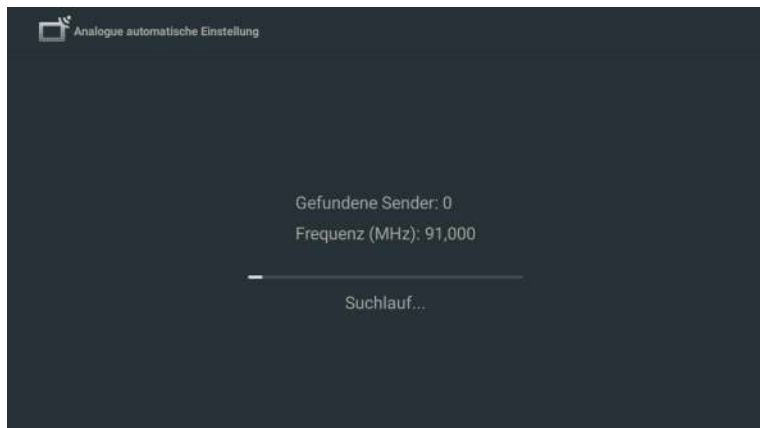 Analogue automatische Einstellung
Gefundene Sender: 0
Frequenz (MHz): 91,000
Suchlauf...